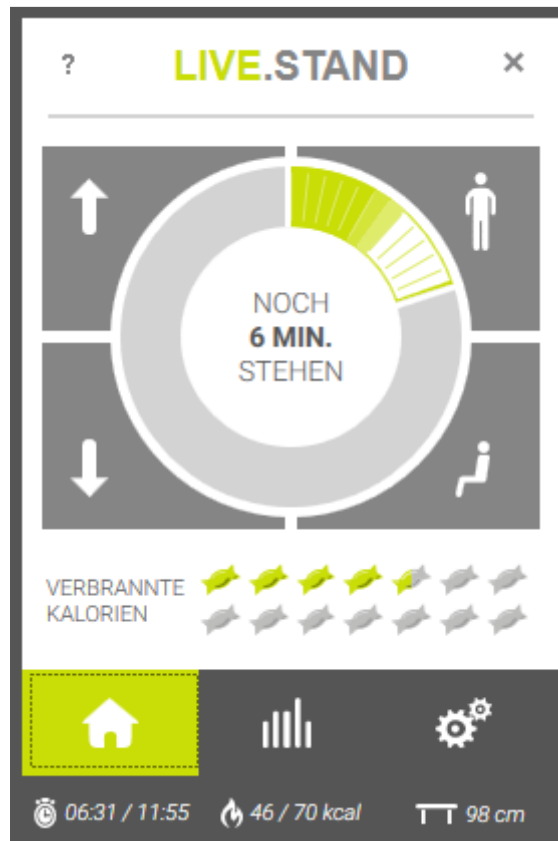 ?
LIVE.STAND
×
NOCH
6 MIN.
STEHEN
VERBRANNTE
KALORIEN
06:31 / 11:55
46 / 70 kcal
98 cm